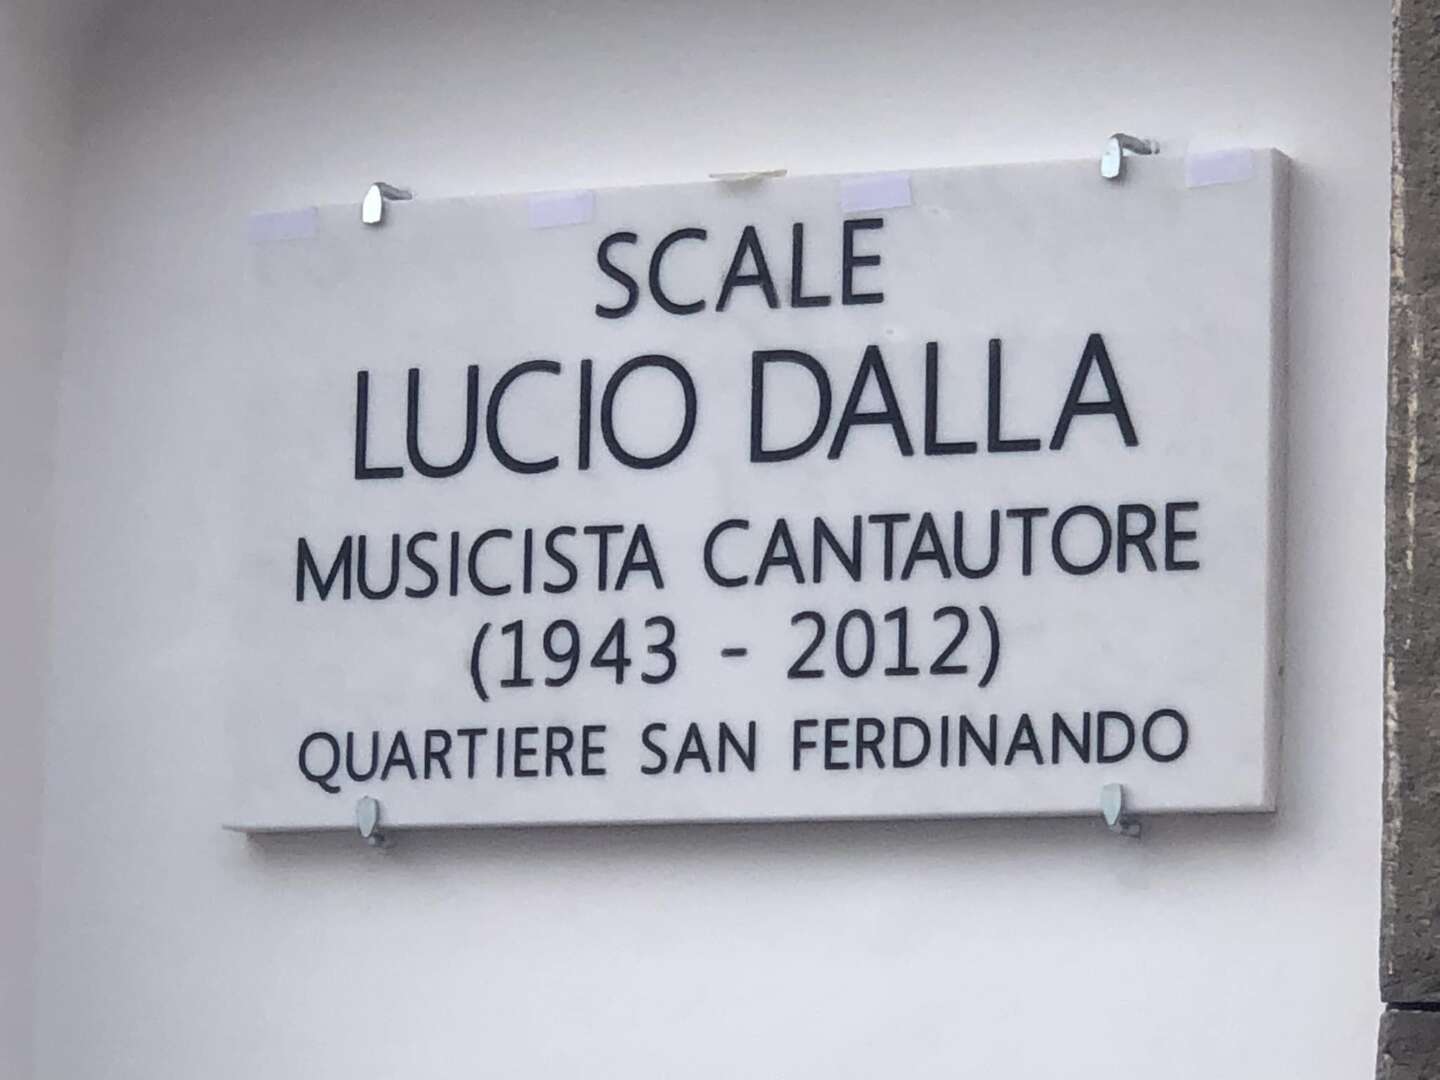 SCALE
LUCIO DALLA
MUSICISTA CANTAUTORE
(1943 - 2012)
QUARTIERE SAN FERDINANDO